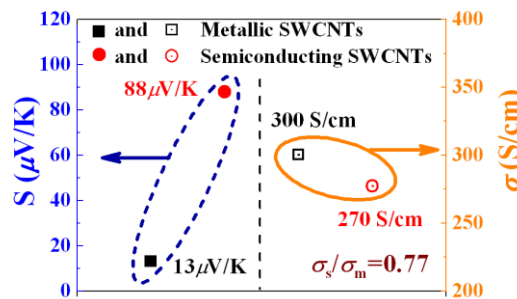 and Metallic SWCNTs
and Semiconducting SWCNTs
S (μV/K)
120
100
80
60
40
20
0
88μV/K
13μV/K
300 S/cm
270 S/cm
σs/σm=0.77
400
350
300
250
200
σ (S/cm)